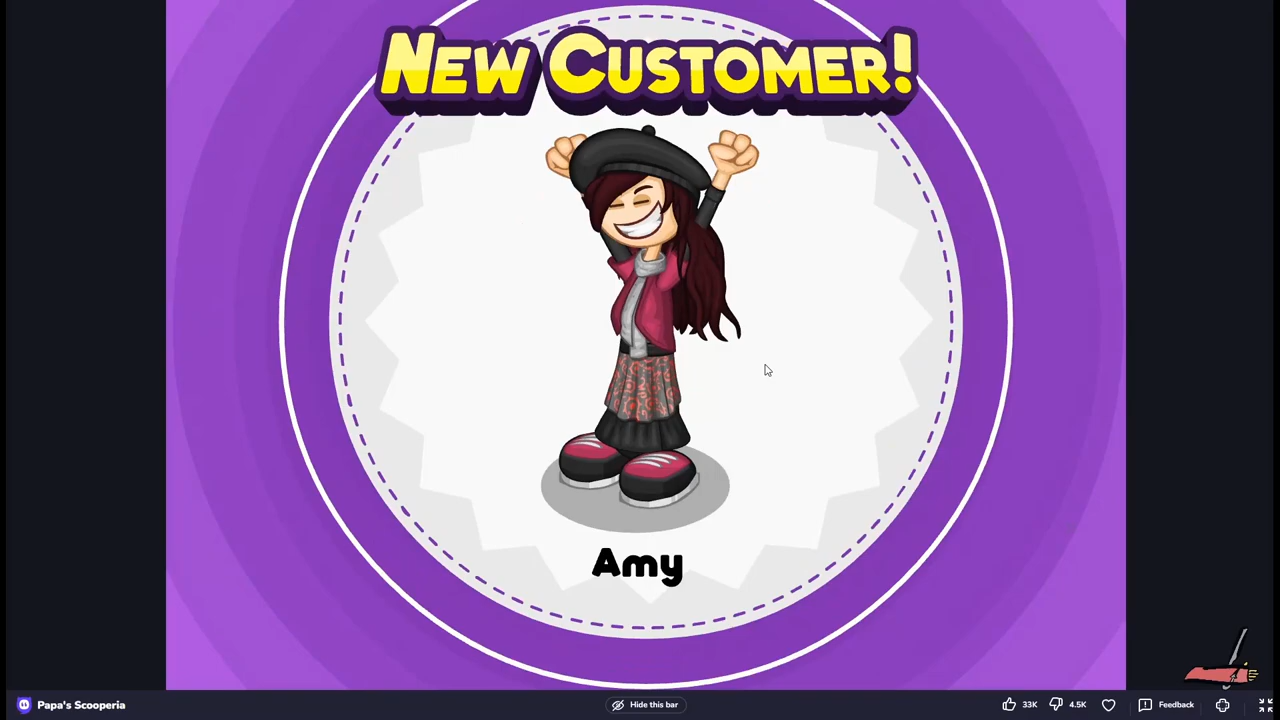 New Customer!
Amy
Papa's Scooperia
Hide this bar
33K
4.5K
Feedback